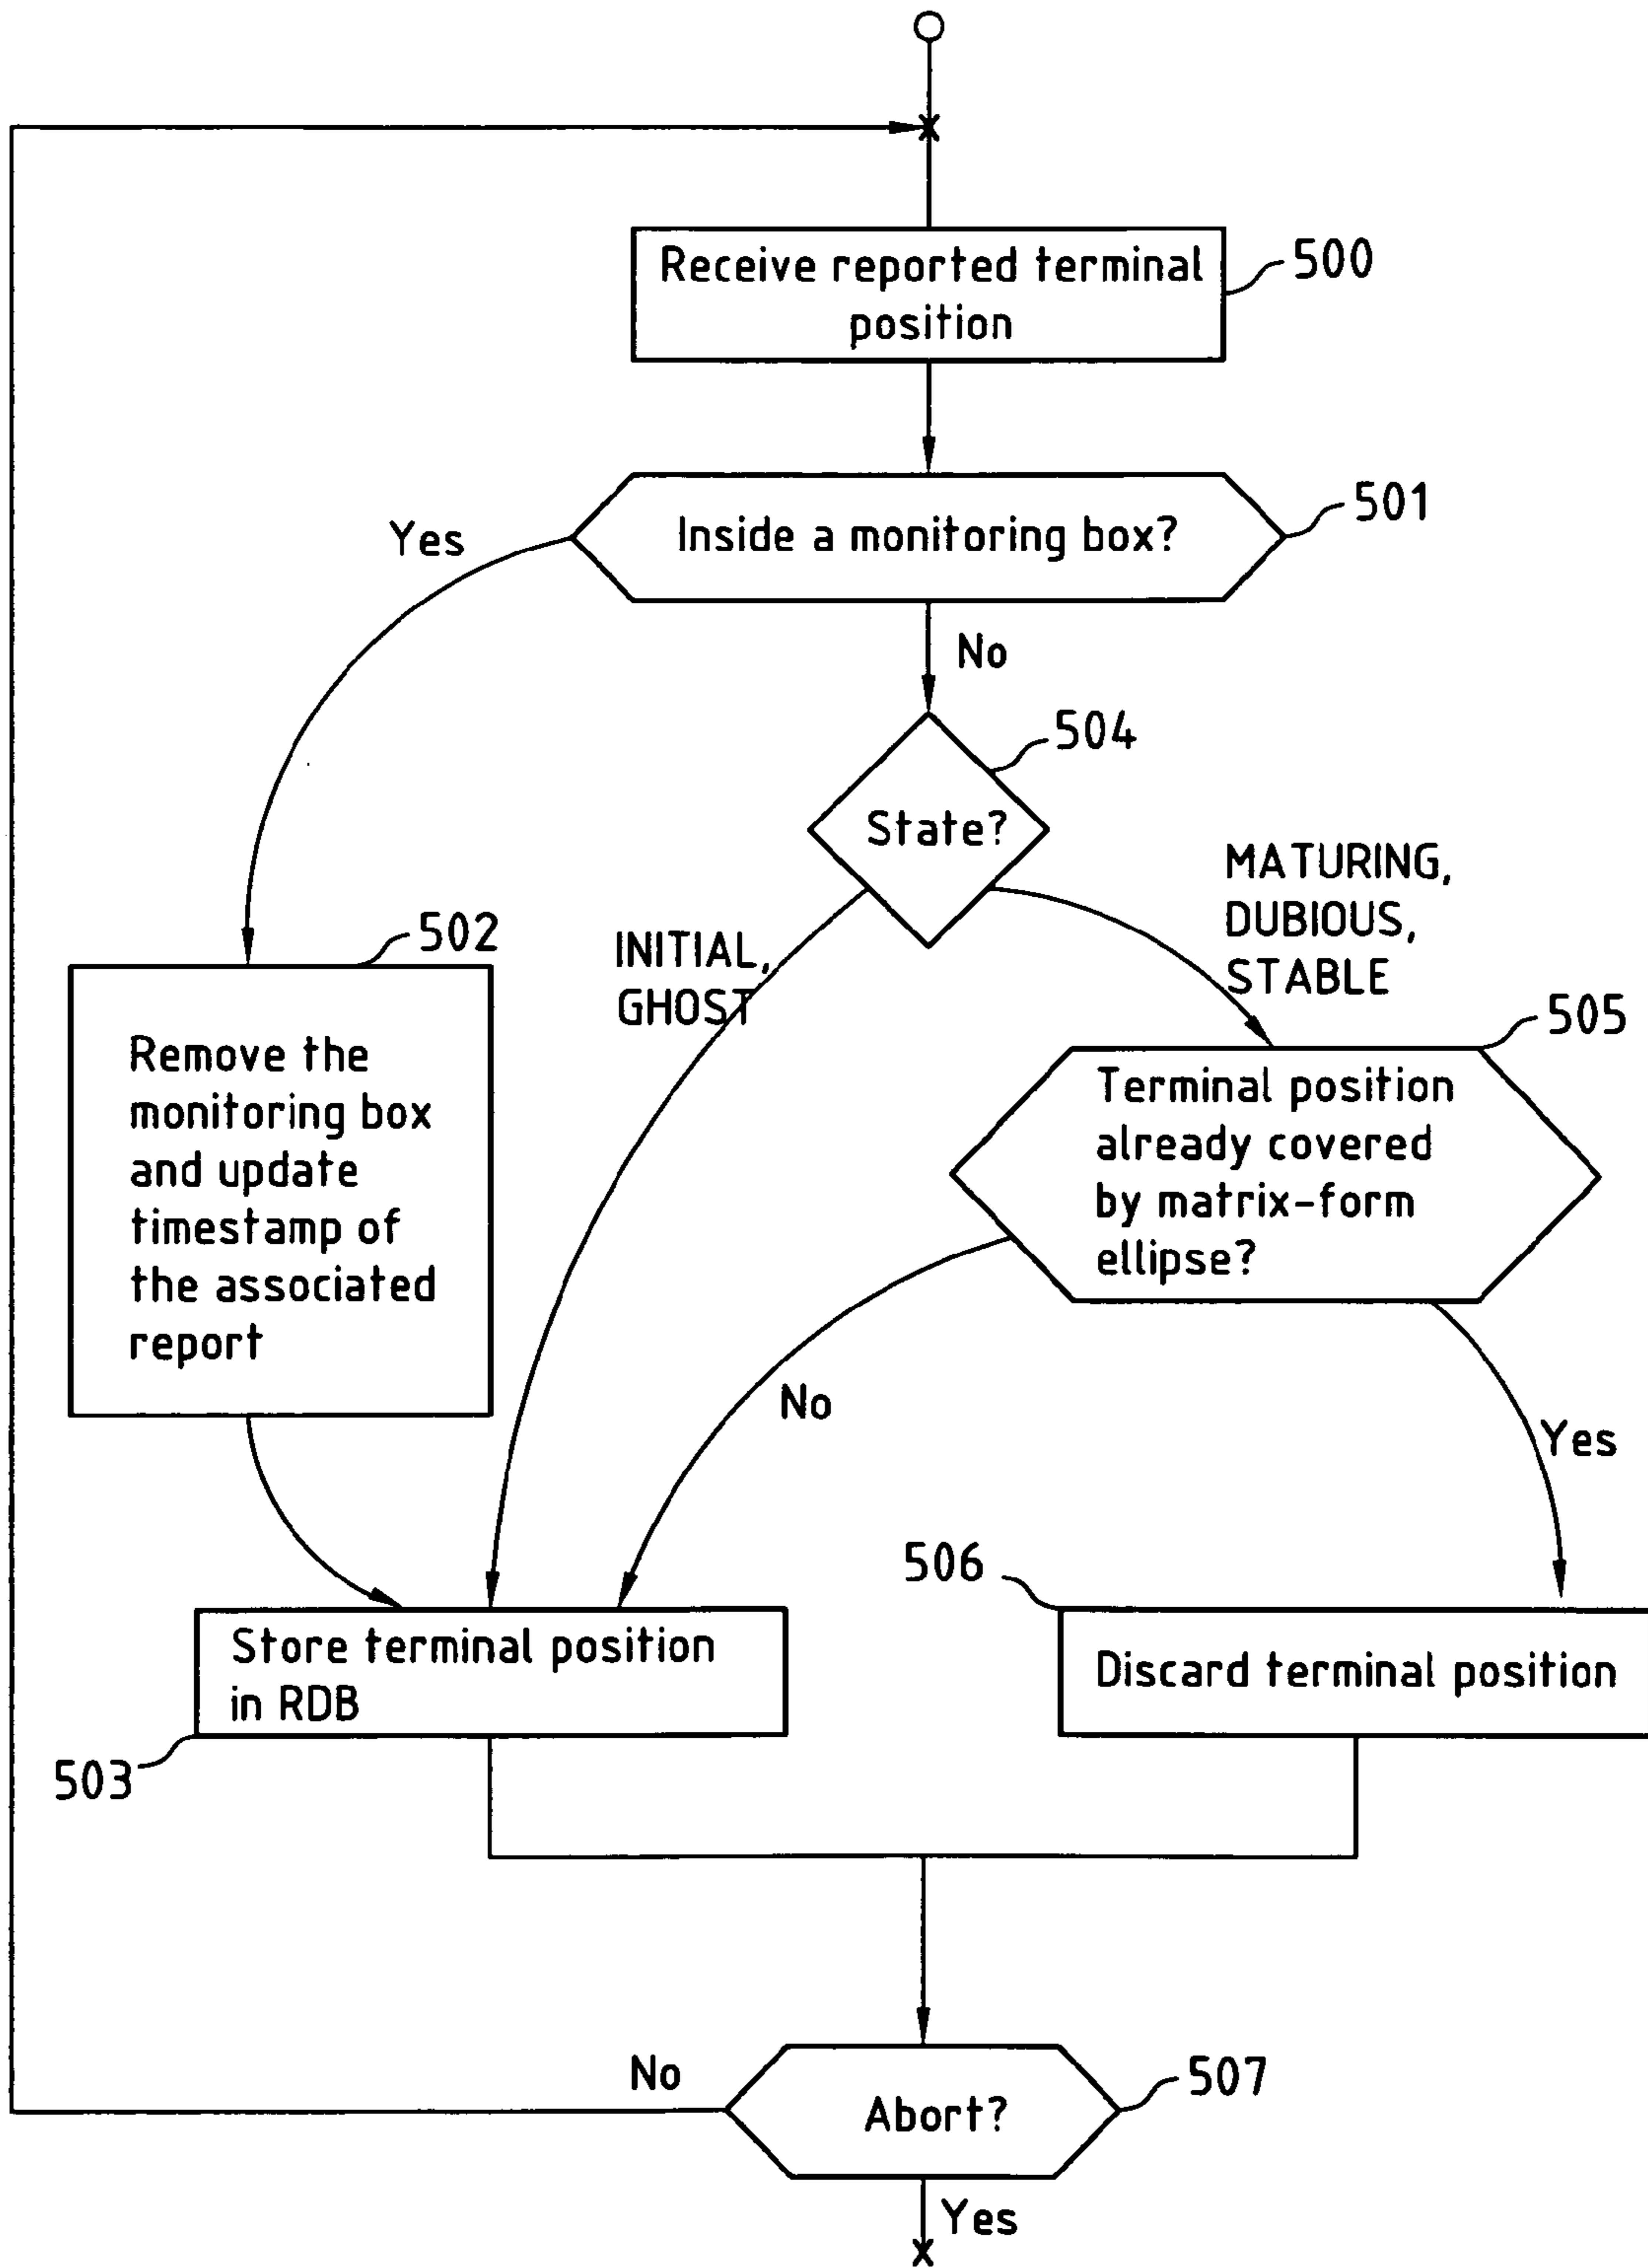 Receive reported terminal
position
500
Inside a monitoring box?
501
Yes
No
504
State?
MATURING,
DUBIOUS,
STABLE
INITIAL,
GHOST
502
Remove the
monitoring box
and update
timestamp of
the associated
report
505
Terminal position
already covered
by matrix-form
ellipse?
No
Yes
506
Store terminal position
in RDB
Discard terminal position
503
No
507
Abort?
Yes